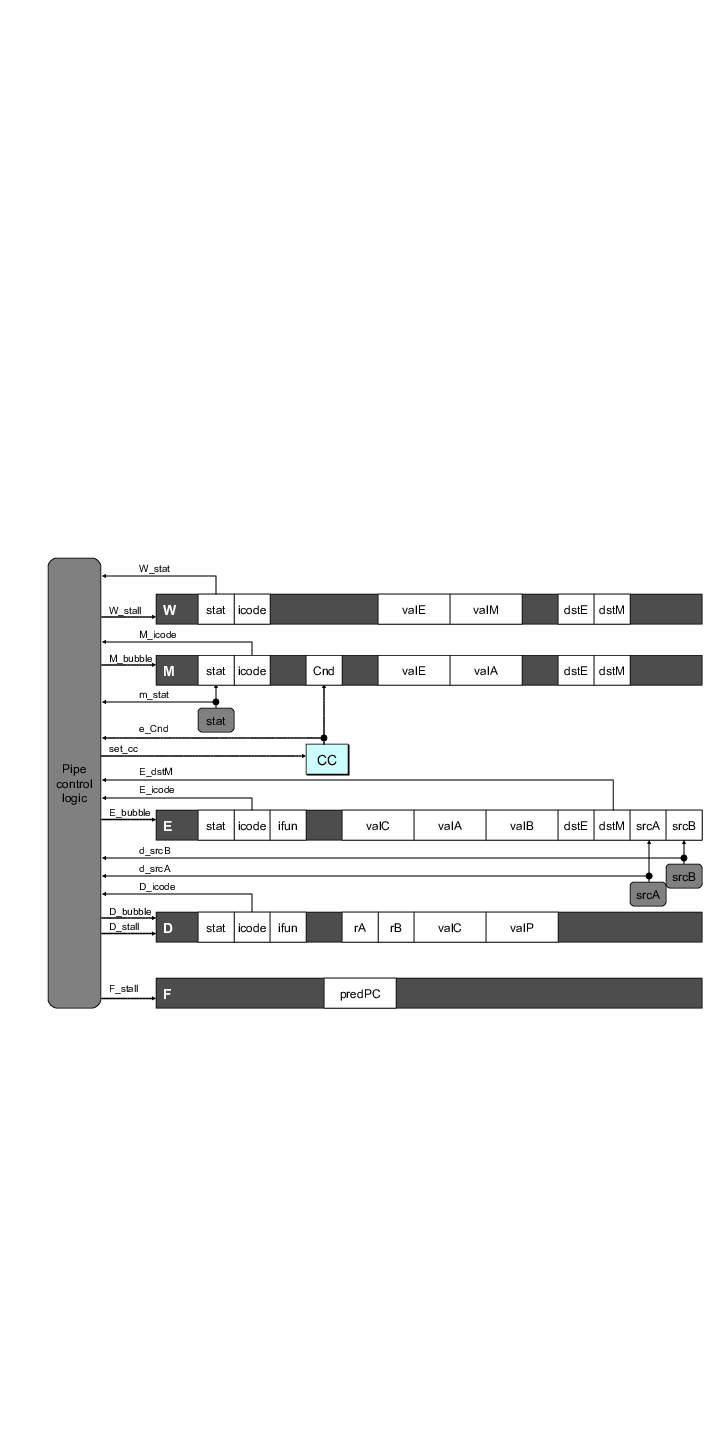 W_stat
W_stall
W stat icode valE valM dstE dstM
M_icode
M_bubble
M stat icode Cnd valE valA dstE dstM
m_stat
stat
e_Cnd
set_cc
CC
Pipe
control
logic
E_dstM
E_icode
E_bubble
E stat icode ifun valC valA valB dstE dstM srcA srcB
d_srcB
srcB
d_srcA
srcA
D_icode
D_bubble
D_stall
D stat icode ifun rA rB valC valP
F_stall
F predPC